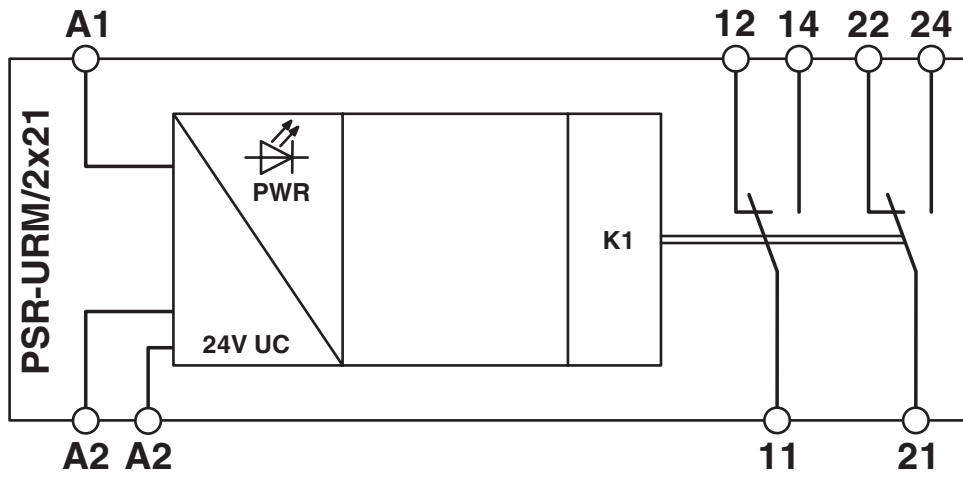 A1 12 14 22 24
PSR-URM/2x21
PWR
K1
24V UC
A2 A2 11 21